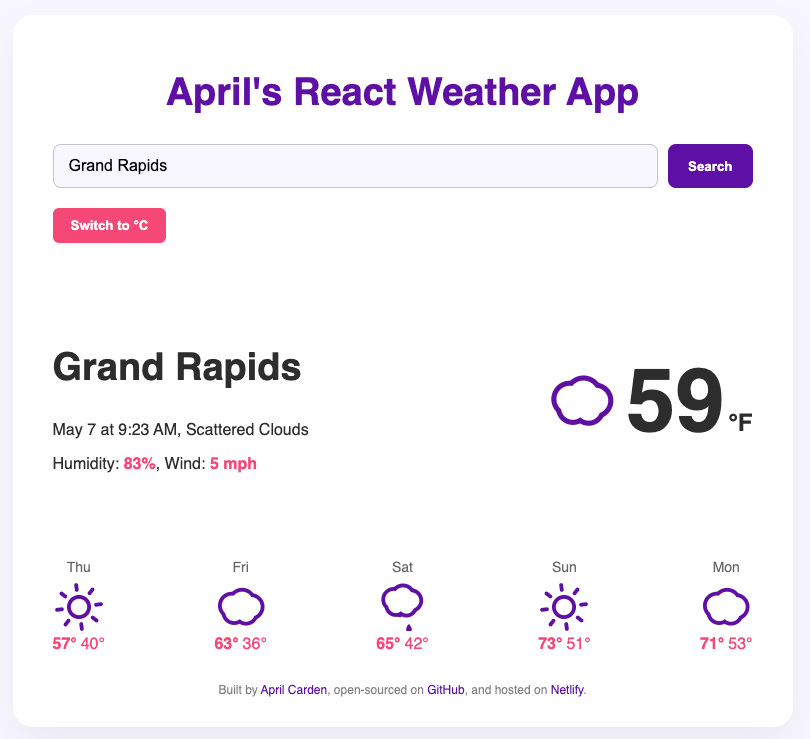 April's React Weather App
Grand Rapids
Search
Switch to °C
Grand Rapids
59 °F
May 7 at 9:23 AM, Scattered Clouds
Humidity: 83%, Wind: 5 mph
Thu Fri Sat Sun Mon
57° 40° 63° 36° 65° 42° 73° 51° 71° 53°
Built by April Carden, open-sourced on GitHub, and hosted on Netlify.